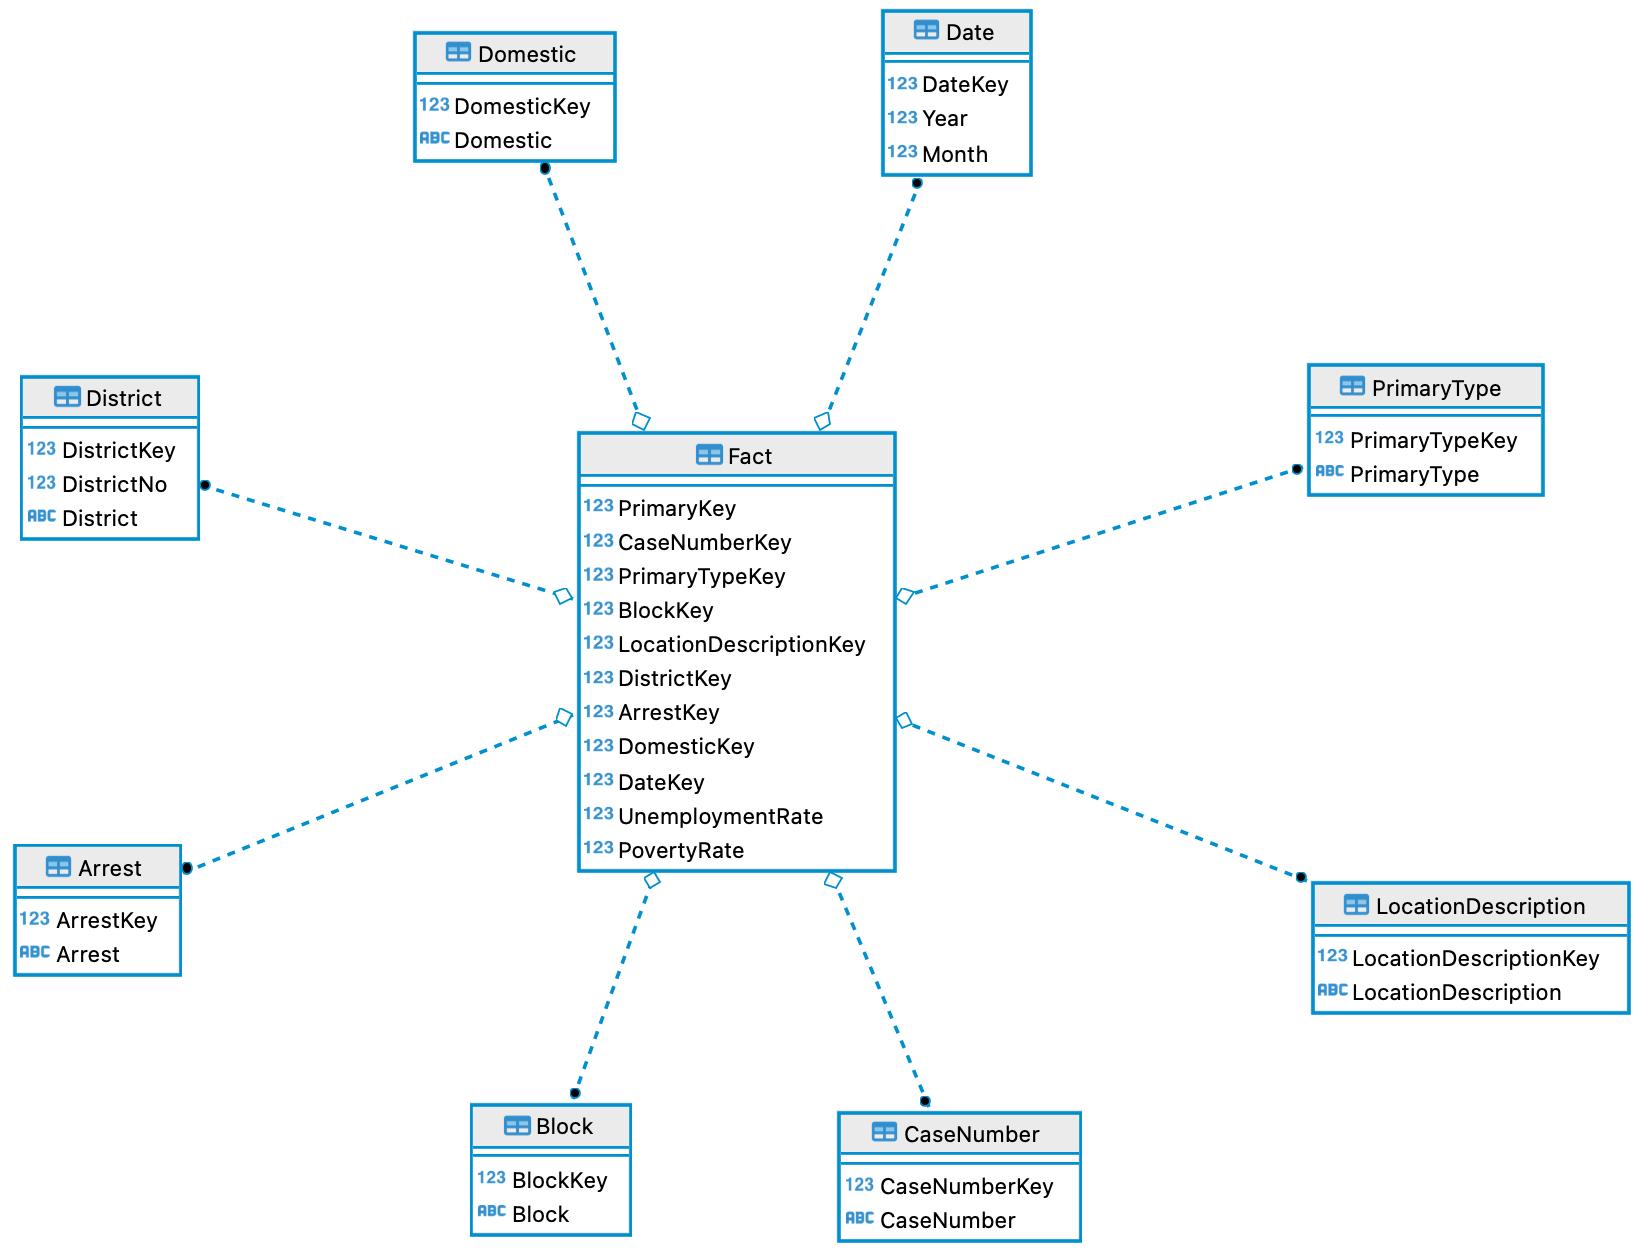 Domestic
123 DomesticKey
ABC Domestic
Date
123 DateKey
123 Year
123 Month
District
123 DistrictKey
123 DistrictNo
ABC District
Fact
123 PrimaryKey
123 CaseNumberKey
123 PrimaryTypeKey
123 BlockKey
123 LocationDescriptionKey
123 DistrictKey
123 ArrestKey
123 DomesticKey
123 DateKey
123 UnemploymentRate
123 PovertyRate
PrimaryType
123 PrimaryTypeKey
ABC PrimaryType
Arrest
123 ArrestKey
ABC Arrest
LocationDescription
123 LocationDescriptionKey
ABC LocationDescription
Block
123 BlockKey
ABC Block
CaseNumber
123 CaseNumberKey
ABC CaseNumber